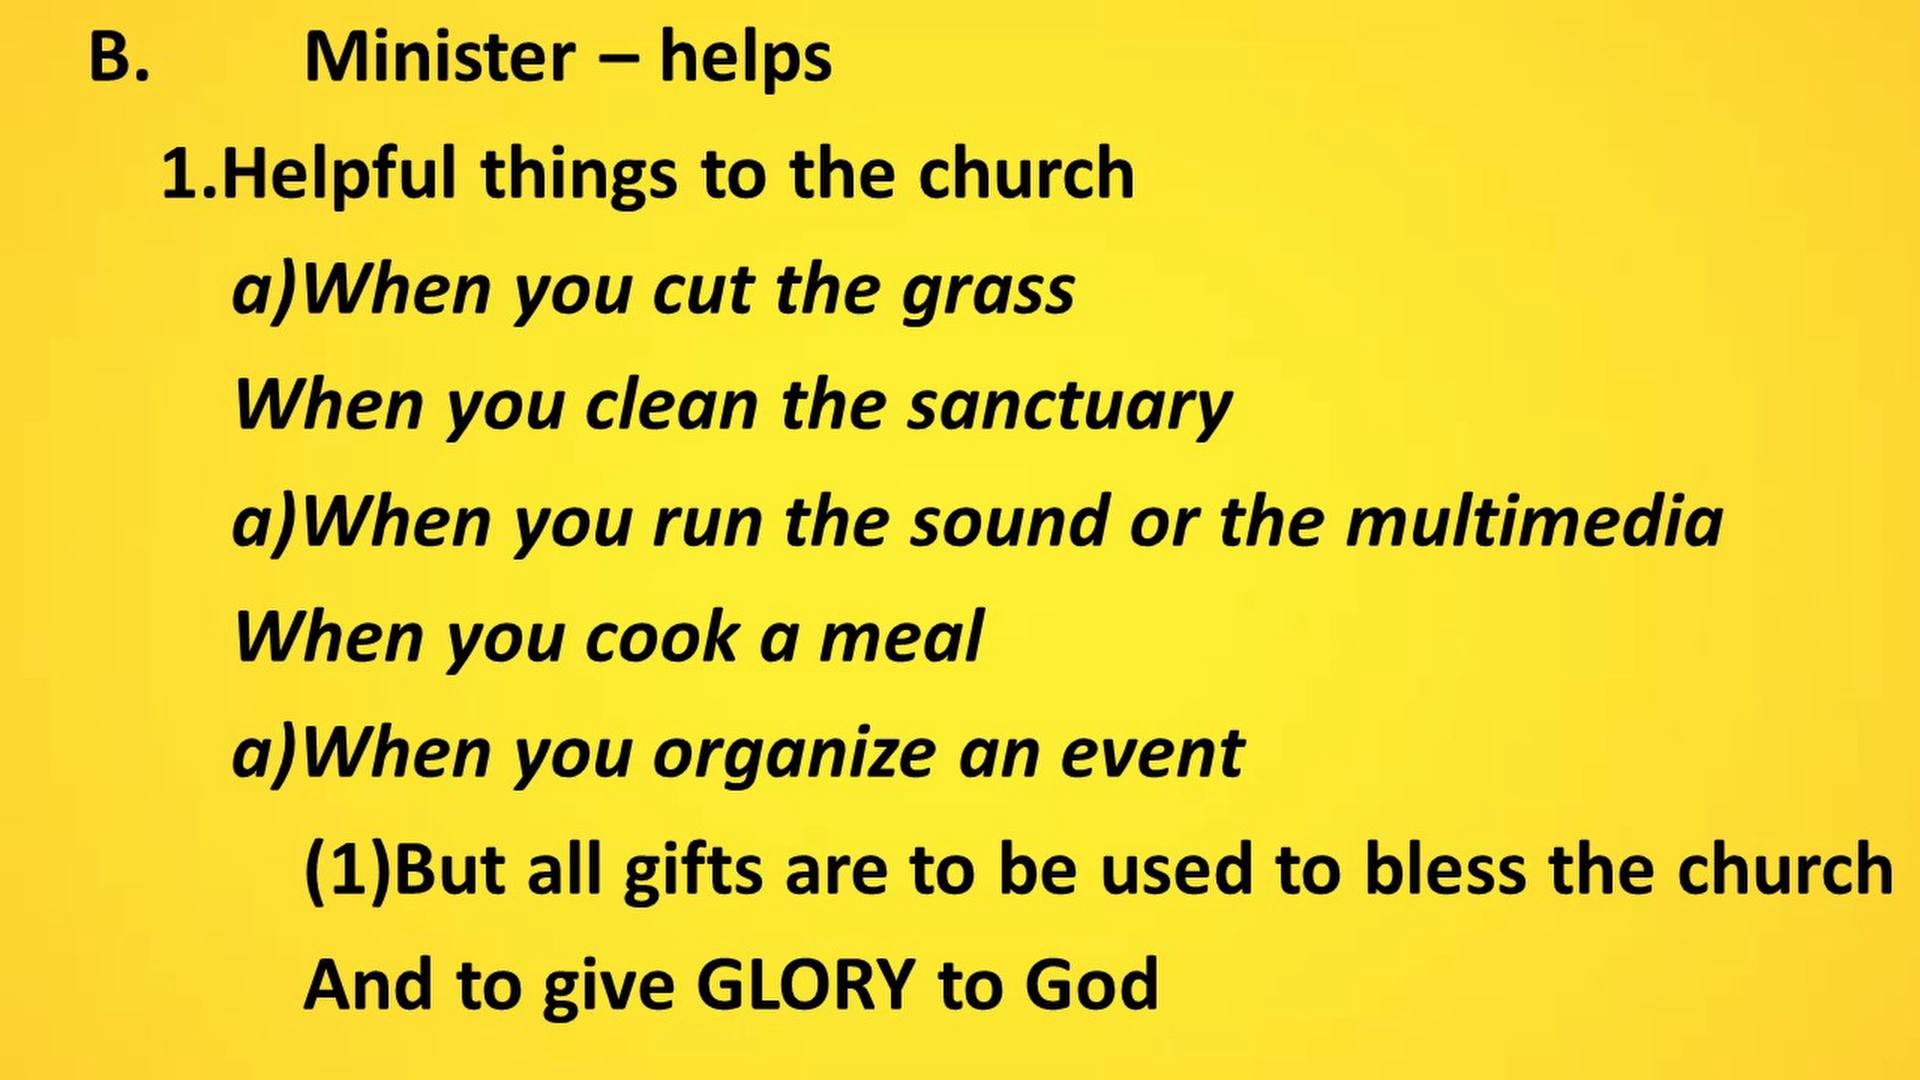 B. Minister – helps
1.Helpful things to the church
a)When you cut the grass
When you clean the sanctuary
a)When you run the sound or the multimedia
When you cook a meal
a)When you organize an event
(1)But all gifts are to be used to bless the church
And to give GLORY to God